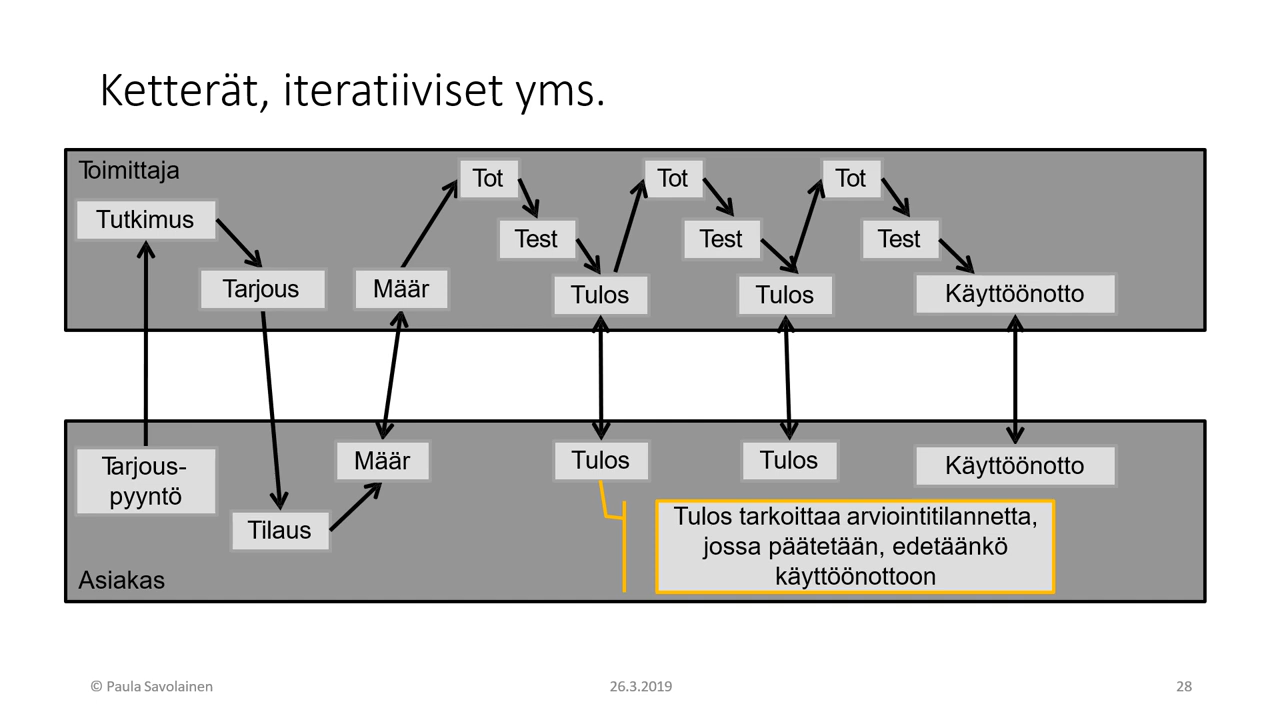 Ketterät, iteratiiviset yms.
Toimittaja
Tot
Tot
Tot
Tutkimus
Test
Test
Test
Tarjous
Määr
Tulos
Tulos
Käyttöönotto
Tarjous-
pyyntö
Määr
Tulos
Tulos
Käyttöönotto
Tilaus
Tulos tarkoittaa arviointitilannetta,
jossa päätetään, edetäänkö
käyttöönottoon
Asiakas
© Paula Savolainen
26.3.2019
28